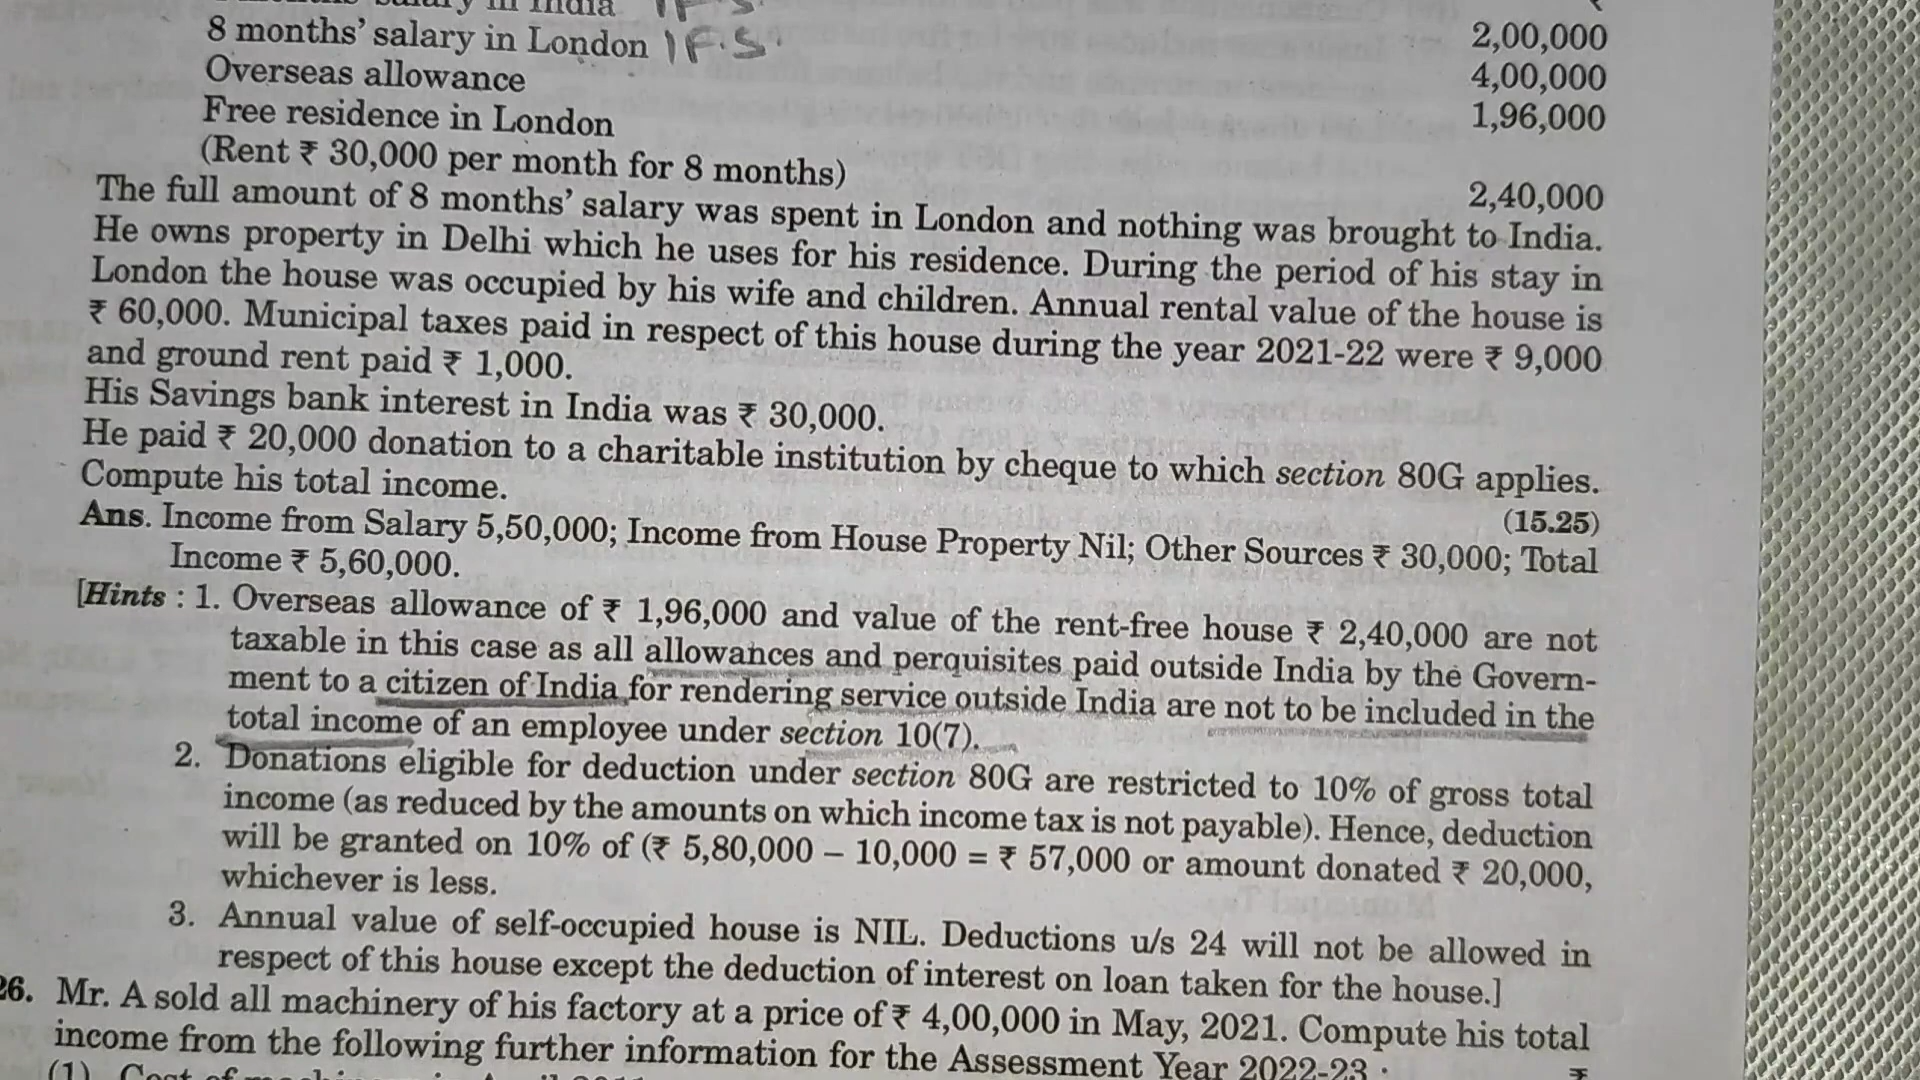 salary in India I F S.
8 months' salary in London I F.S. 2,00,000
Overseas allowance 4,00,000
Free residence in London 1,96,000
(Rent ₹ 30,000 per month for 8 months)
2,40,000
The full amount of 8 months' salary was spent in London and nothing was brought to India.
He owns property in Delhi which he uses for his residence. During the period of his stay in
London the house was occupied by his wife and children. Annual rental value of the house is
₹ 60,000. Municipal taxes paid in respect of this house during the year 2021-22 were ₹ 9,000
and ground rent paid ₹ 1,000.
His Savings bank interest in India was ₹ 30,000.
He paid ₹ 20,000 donation to a charitable institution by cheque to which section 80G applies.
Compute his total income.
(15.25)
Ans. Income from Salary 5,50,000; Income from House Property Nil; Other Sources ₹ 30,000; Total
Income ₹ 5,60,000.
[Hints : 1. Overseas allowance of ₹ 1,96,000 and value of the rent-free house ₹ 2,40,000 are not
taxable in this case as all allowances and perquisites paid outside India by the Govern-
ment to a citizen of India for rendering service outside India are not to be included in the
total income of an employee under section 10(7).
2. Donations eligible for deduction under section 80G are restricted to 10% of gross total
income (as reduced by the amounts on which income tax is not payable). Hence, deduction
will be granted on 10% of (₹ 5,80,000 – 10,000 = ₹ 57,000 or amount donated ₹ 20,000,
whichever is less.
3. Annual value of self-occupied house is NIL. Deductions u/s 24 will not be allowed in
respect of this house except the deduction of interest on loan taken for the house.]
26. Mr. A sold all machinery of his factory at a price of ₹ 4,00,000 in May, 2021. Compute his total
income from the following further information for the Assessment Year 2022-23 :
(1) Cost of ₹